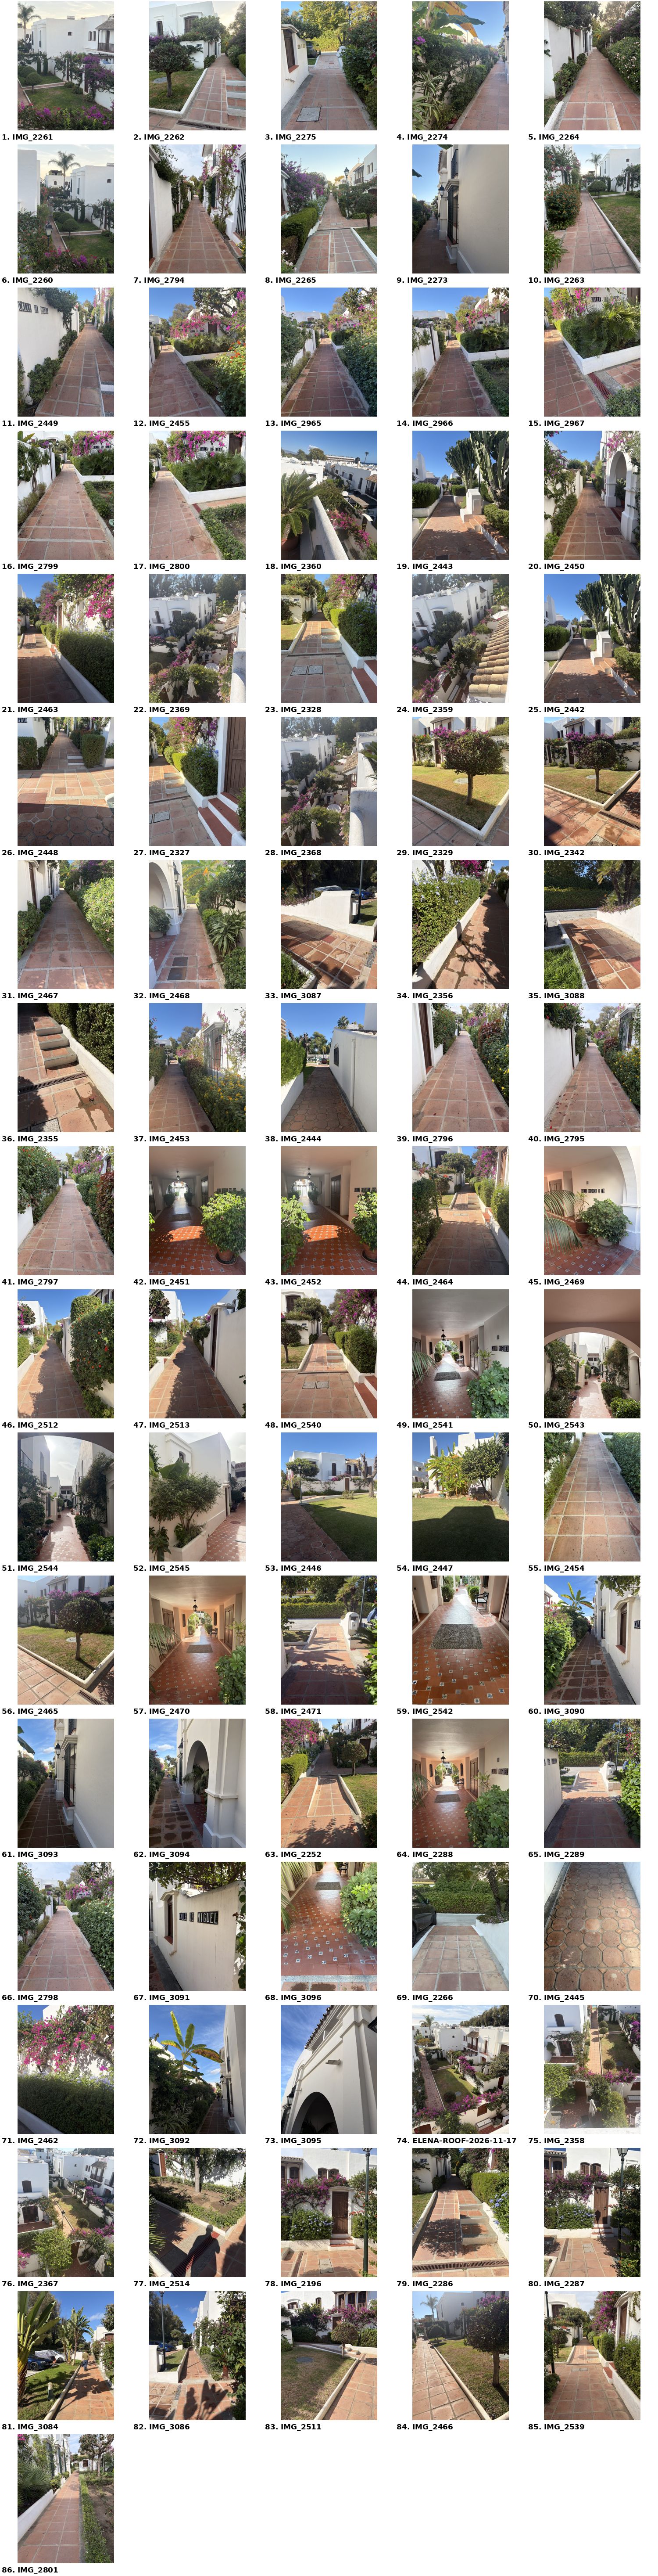 1. IMG_2261
2. IMG_2262
3. IMG_2275
4. IMG_2274
5. IMG_2264
6. IMG_2260
7. IMG_2794
8. IMG_2265
9. IMG_2273
10. IMG_2263
11. IMG_2449
12. IMG_2455
13. IMG_2965
14. IMG_2966
15. IMG_2967
16. IMG_2799
17. IMG_2800
18. IMG_2360
19. IMG_2443
20. IMG_2450
21. IMG_2463
22. IMG_2369
23. IMG_2328
24. IMG_2359
25. IMG_2442
26. IMG_2448
27. IMG_2327
28. IMG_2368
29. IMG_2329
30. IMG_2342
31. IMG_2467
32. IMG_2468
33. IMG_3087
34. IMG_2356
35. IMG_3088
36. IMG_2355
37. IMG_2453
38. IMG_2444
39. IMG_2796
40. IMG_2795
41. IMG_2797
42. IMG_2451
43. IMG_2452
44. IMG_2464
45. IMG_2469
46. IMG_2512
47. IMG_2513
48. IMG_2540
49. IMG_2541
50. IMG_2543
51. IMG_2544
52. IMG_2545
53. IMG_2446
54. IMG_2447
55. IMG_2454
56. IMG_2465
57. IMG_2470
58. IMG_2471
59. IMG_2542
60. IMG_3090
61. IMG_3093
62. IMG_3094
63. IMG_2252
64. IMG_2288
65. IMG_2289
MIGUEL
66. IMG_2798
67. IMG_3091
68. IMG_3096
69. IMG_2266
70. IMG_2445
71. IMG_2462
72. IMG_3092
73. IMG_3095
74. ELENA-ROOF-2026-11-17
75. IMG_2358
76. IMG_2367
77. IMG_2514
78. IMG_2196
79. IMG_2286
80. IMG_2287
81. IMG_3084
82. IMG_3086
83. IMG_2511
84. IMG_2466
85. IMG_2539
86. IMG_2801